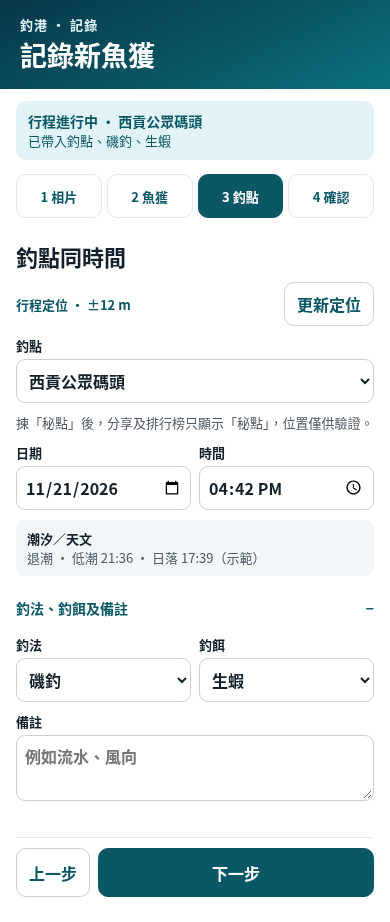 釣港・記錄
記錄新魚獲
行程進行中・西貢公眾碼頭
已帶入釣點、磯釣、生蝦
1 相片
2 魚獲
3 釣點
4 確認
釣點同時間
行程定位・±12 m
更新定位
釣點
西貢公眾碼頭
揀「秘點」後，分享及排行榜只顯示「秘點」，位置僅供驗證。
日期
時間
11/21/2026
04:42 PM
潮汐／天文
退潮・低潮 21:36・日落 17:39（示範）
釣法、釣餌及備註
−
釣法
釣餌
磯釣
生蝦
備註
例如流水、風向
上一步
下一步